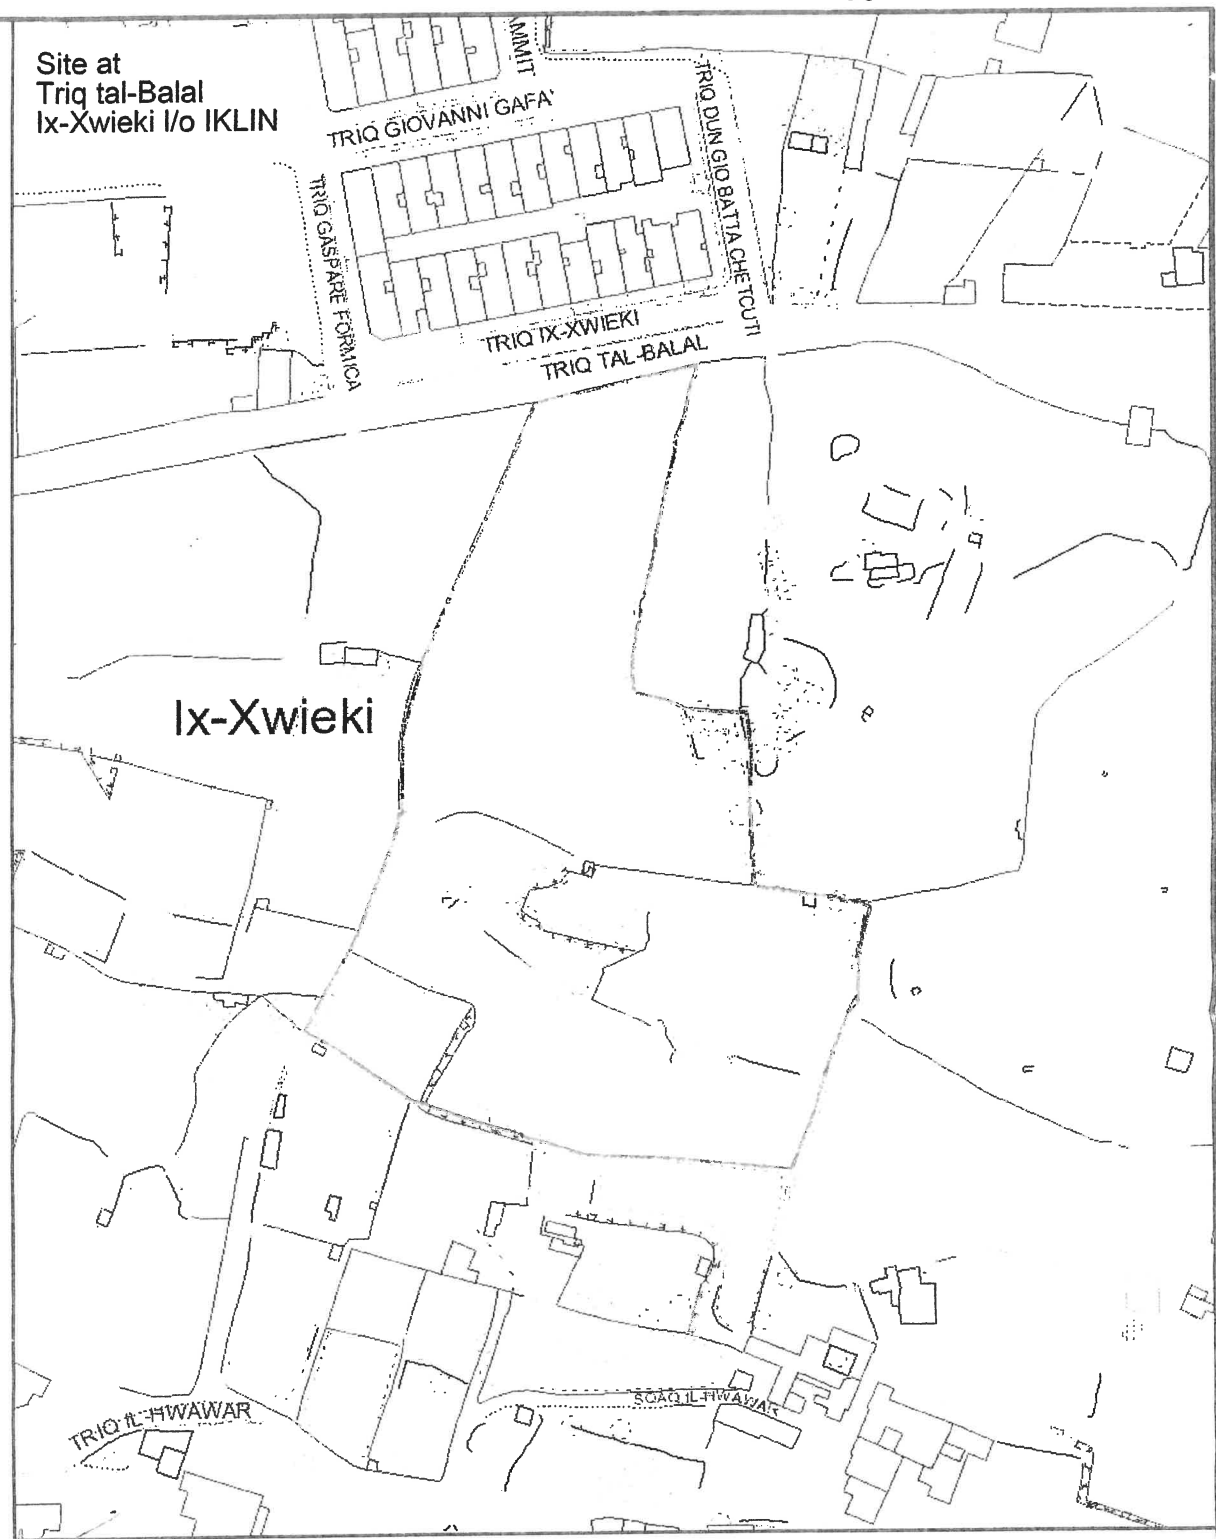 Site at
Triq tal-Balal
Ix-Xwieki l/o IKLIN
AMMIT
TRIQ GIOVANNI GAFA'
TRIQ DUN GIO BATTA CHETCUTI
TRIQ GASPARE FORMICA
TRIQ IX-XWIEKI
TRIQ TAL-BALAL
Ix-Xwieki
SQAQ IL-HWAWAR
TRIQ IL-HWAWAR